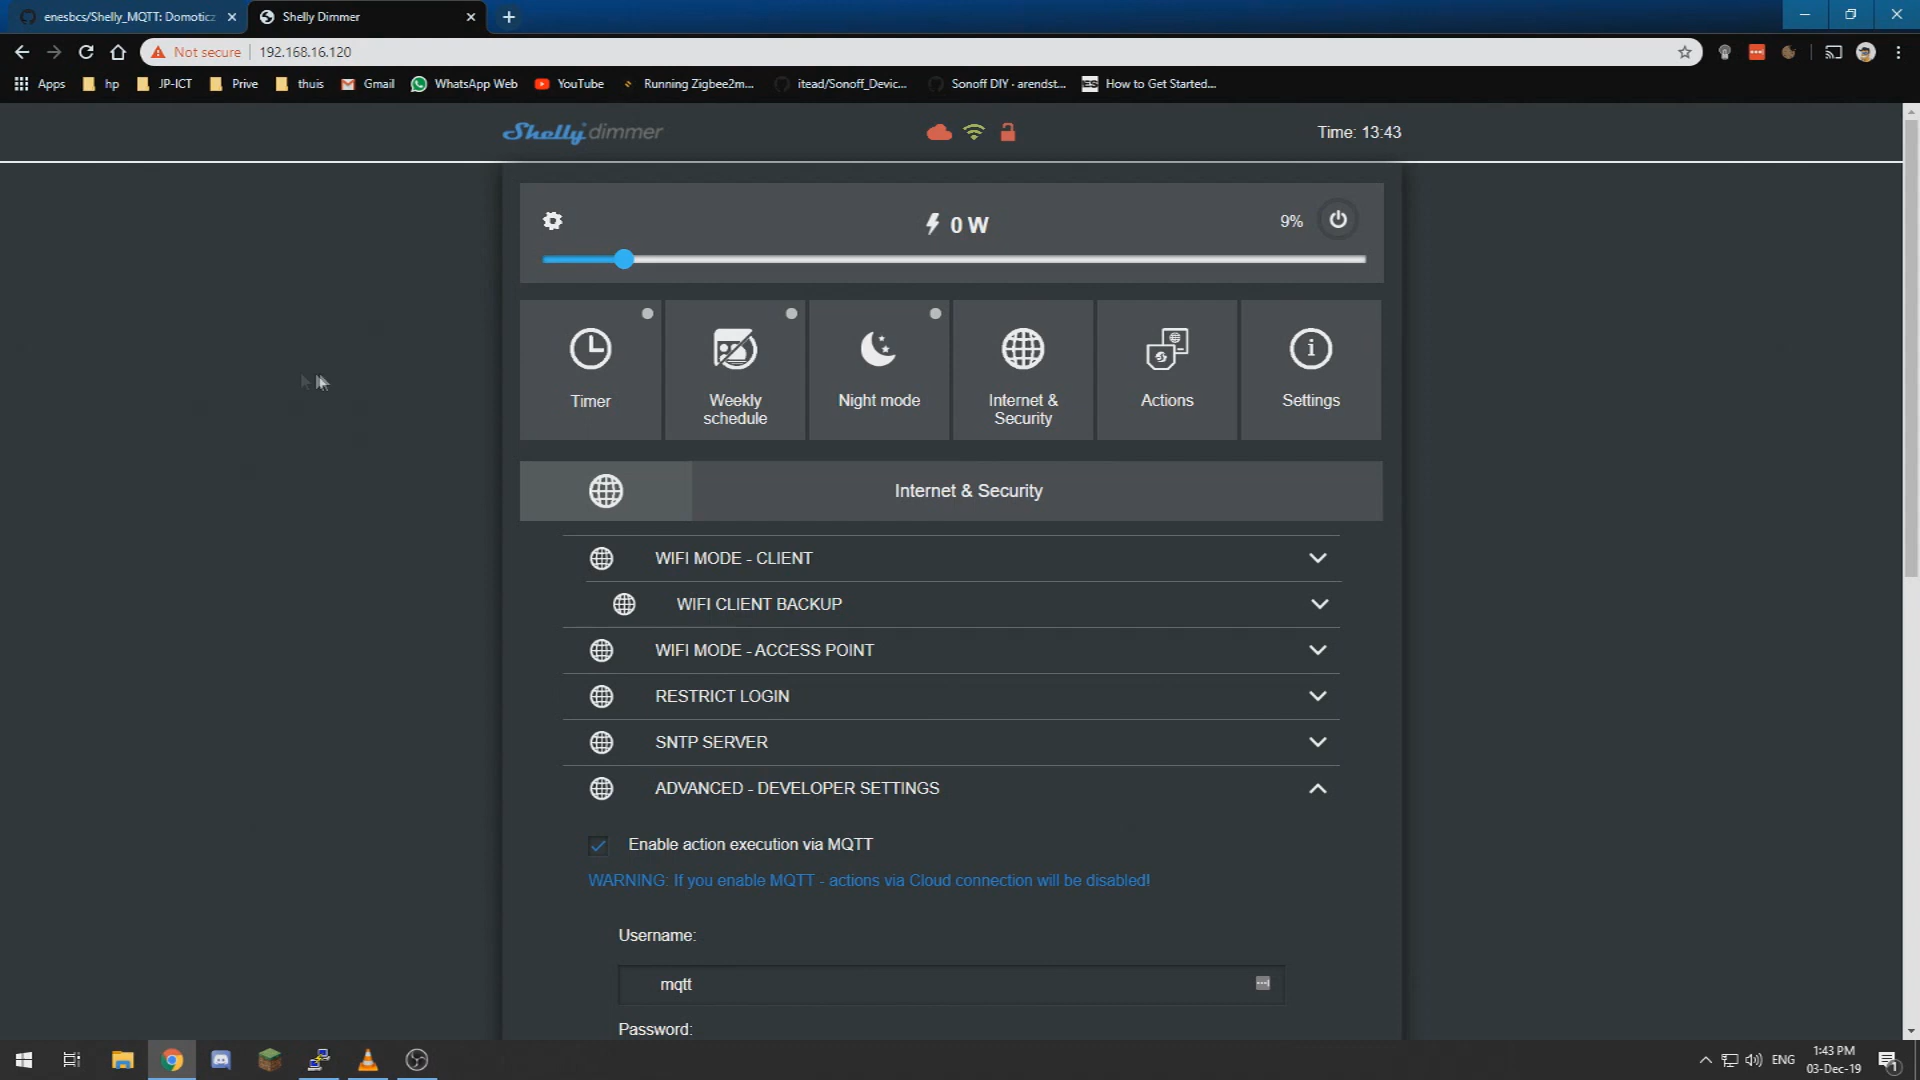 enesbcs/Shelly_MQTT: Domoticz
Shelly Dimmer
Not secure
192.168.16.120
Apps
hp
JP-ICT
Prive
thuis
Gmail
WhatsApp Web
YouTube
Running Zigbee2m...
itead/Sonoff_Devic...
Sonoff DIY · arendst...
How to Get Started...
Shelly dimmer
Time: 13:43
0 W
9%
Timer
Weekly
schedule
Night mode
Internet &
Security
Actions
Settings
Internet & Security
WIFI MODE - CLIENT
WIFI CLIENT BACKUP
WIFI MODE - ACCESS POINT
RESTRICT LOGIN
SNTP SERVER
ADVANCED - DEVELOPER SETTINGS
Enable action execution via MQTT
WARNING: If you enable MQTT - actions via Cloud connection will be disabled!
Username:
mqtt
Password:
ENG
1:43 PM
03-Dec-19
1